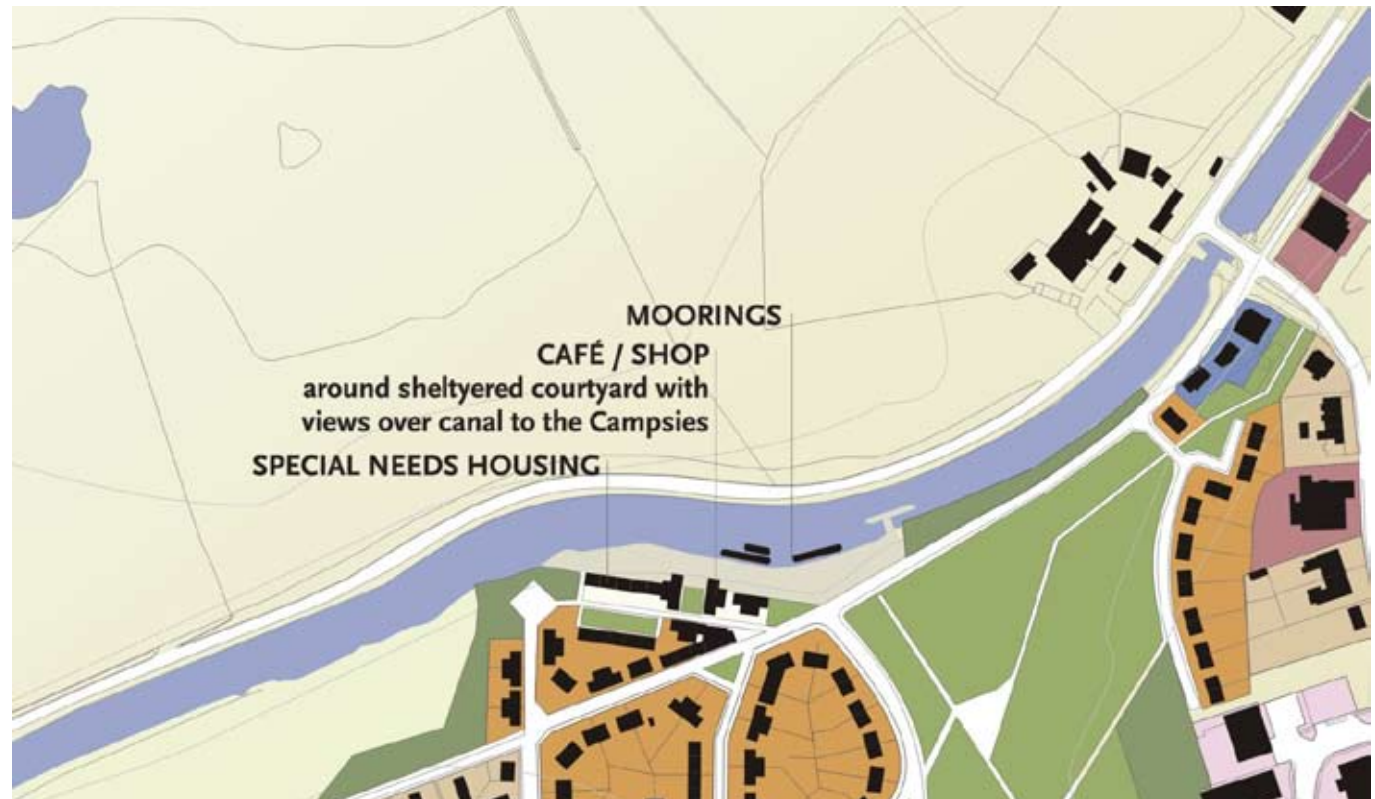 MOORINGS
CAFÉ / SHOP
around sheltyered courtyard with
views over canal to the Campsies
SPECIAL NEEDS HOUSING